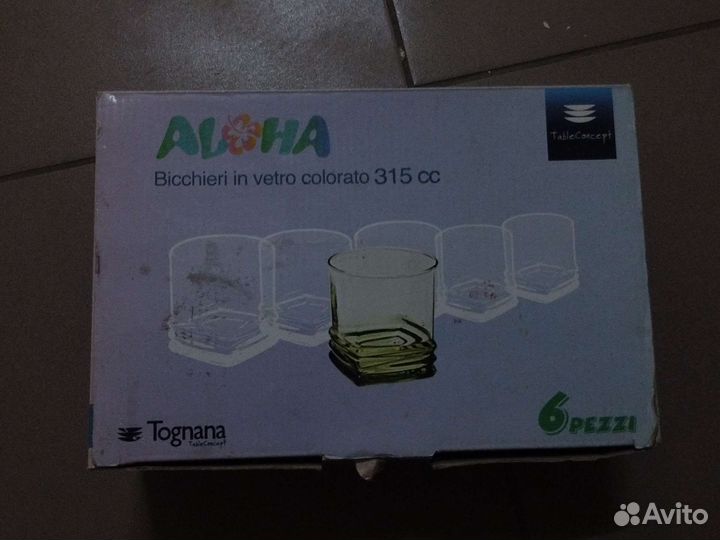 ALOHA
Bicchieri in vetro colorato 315 cc
TableConcept
Tognana
TableConcept
6 PEZZI
Avito